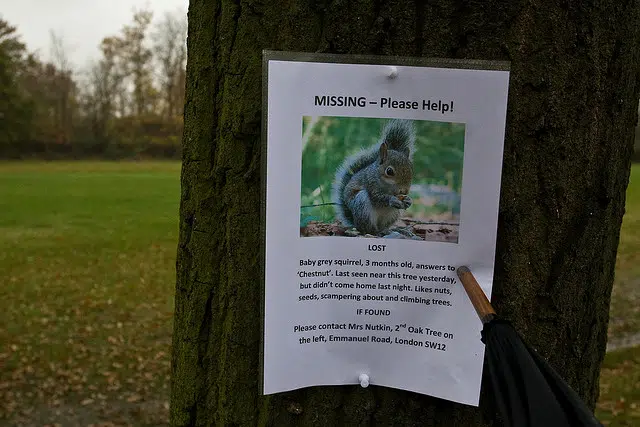 MISSING – Please Help!
LOST
Baby grey squirrel, 3 months old, answers to
‘Chestnut’. Last seen near this tree yesterday,
but didn’t come home last night. Likes nuts,
seeds, scampering about and climbing trees.
IF FOUND
Please contact Mrs Nutkin, 2nd Oak Tree on
the left, Emmanuel Road, London SW12